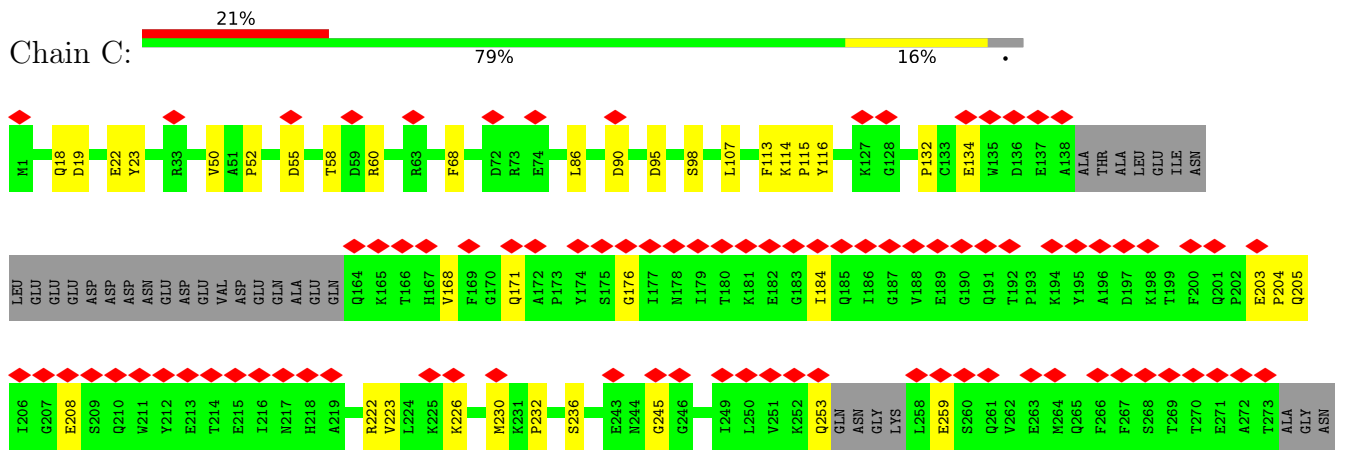 21%
Chain C:
79% 16% .
M1 Q18 D19 E22 Y23 R33 V50 A51 P52 D55 T58 D59 R60 R63 F68 D72 R73 E74 L86 D90 D95 S98 L107 F113 K114 P115 Y116 K127 G128 P132 C133 E134 W135 D136 E137 A138 ALA THR ALA LEU GLU ILE ASN
LEU GLU GLU GLU ASP ASP ASP ASN GLU ASP GLU VAL ASP GLU GLN ALA GLU GLN Q164 K165 T166 H167 V168 F169 G170 Q171 A172 P173 Y174 S175 G176 I177 N178 I179 T180 K181 E182 G183 I184 Q185 I186 G187 V188 E189 G190 Q191 T192 P193 K194 Y195 A196 D197 K198 T199 F200 Q201 P202 E203 P204 Q205
I206 G207 E208 S209 Q210 W211 Y212 E213 T214 E215 I216 N217 H218 A219 R222 V223 L224 K225 K226 M230 K231 P232 S236 E243 N244 G245 G246 I249 L250 V251 K252 Q253 GLN ASN GLY LYS L258 E259 S260 Q261 V262 E263 M264 Q265 F266 F267 S268 T269 T270 E271 A272 T273 ALA GLY ASN